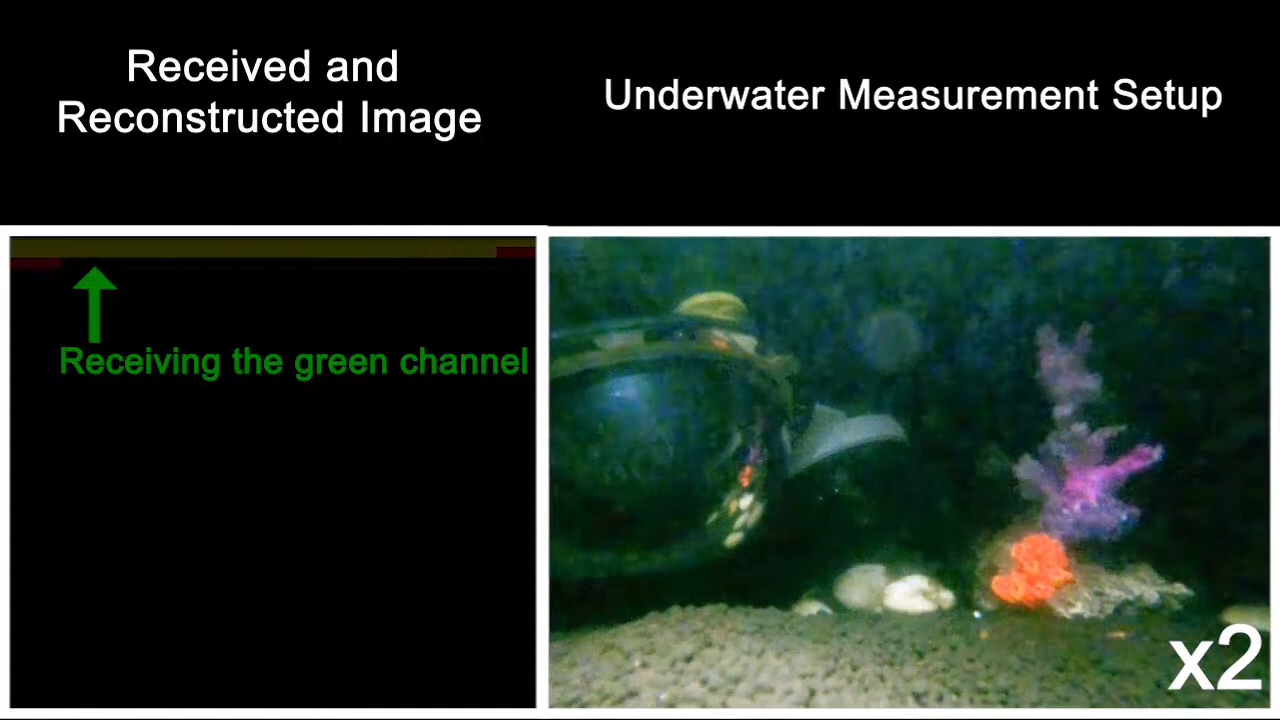 Received and
Reconstructed Image
Underwater Measurement Setup
Receiving the green channel
x2